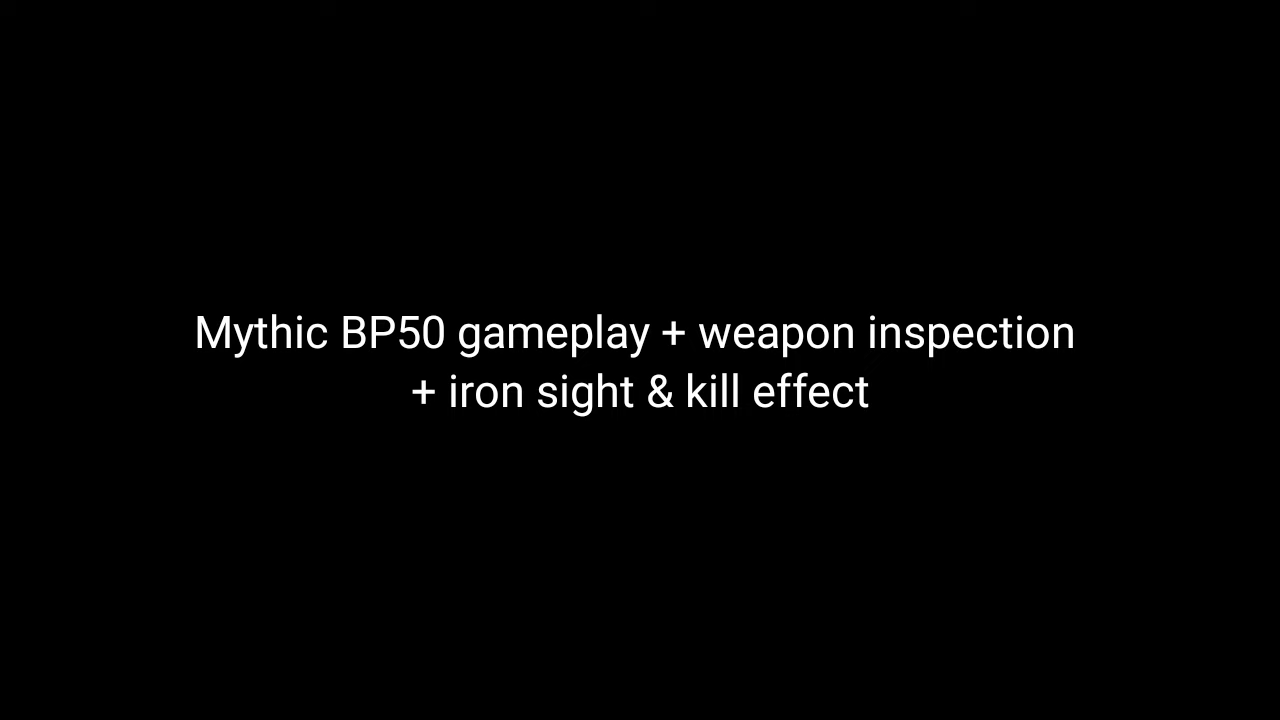 Mythic BP50 gameplay + weapon inspection
+ iron sight & kill effect